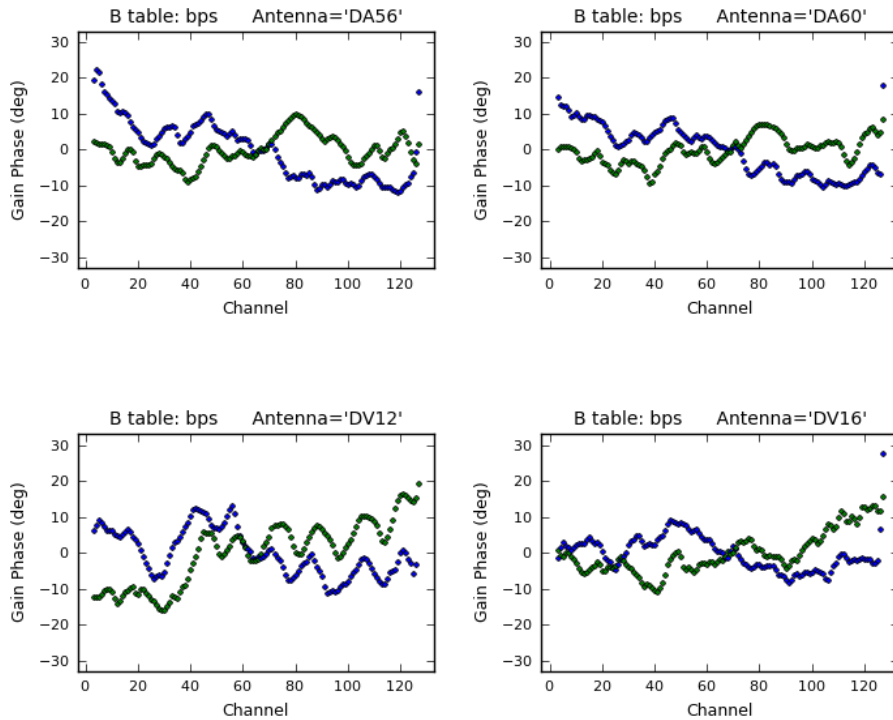 B table: bps Antenna='DA56'
30
20
10
0
−10
−20
−30
Gain Phase (deg)
0 20 40 60 80 100 120
Channel
B table: bps Antenna='DA60'
30
20
10
0
−10
−20
−30
Gain Phase (deg)
0 20 40 60 80 100 120
Channel
B table: bps Antenna='DV12'
30
20
10
0
−10
−20
−30
Gain Phase (deg)
0 20 40 60 80 100 120
Channel
B table: bps Antenna='DV16'
30
20
10
0
−10
−20
−30
Gain Phase (deg)
0 20 40 60 80 100 120
Channel